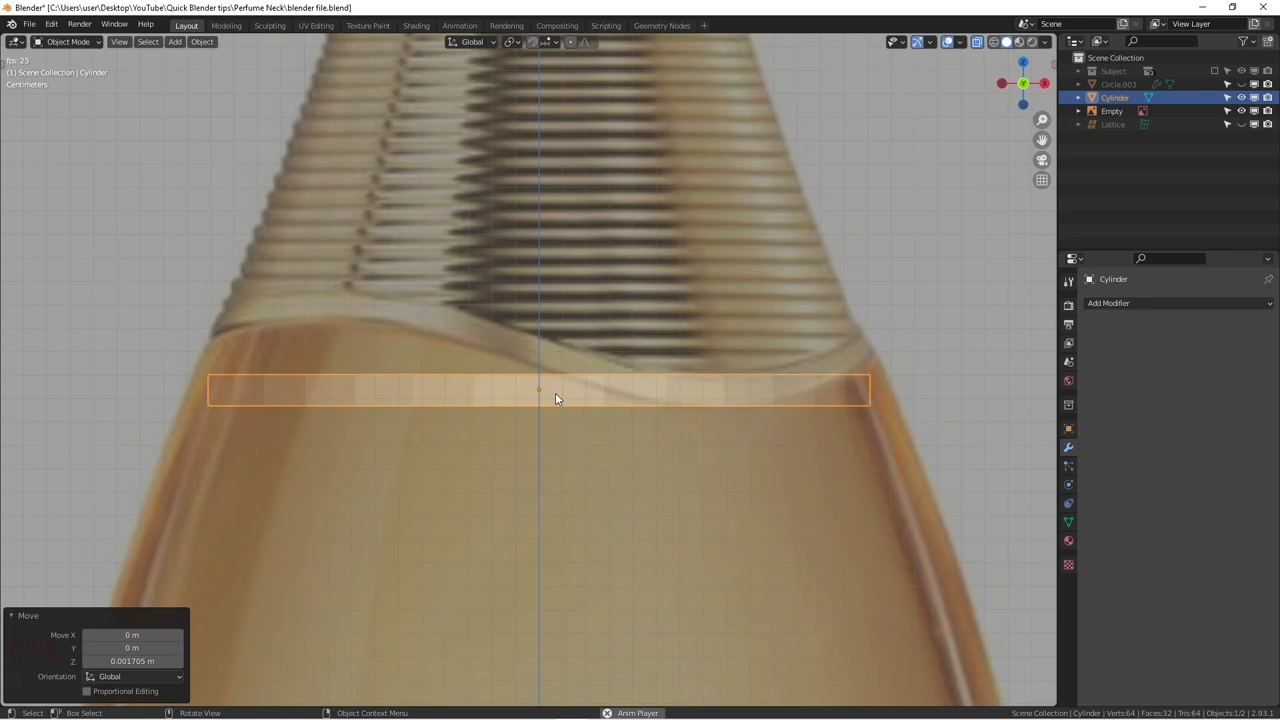 Blender* [C:\Users\user\Desktop\YouTube\Quick Blender tips\Perfume Neck\blender file.blend]
File Edit Render Window Help Layout Modeling Sculpting UV Editing Texture Paint Shading Animation Rendering Compositing Scripting Geometry Nodes + Scene View Layer
Object Mode View Select Add Object Global
fps: 25
(1) Scene Collection | Cylinder
Centimeters
Z
Y
X
Scene Collection
Subject
Circle.003
Cylinder
Empty
Lattice
Cylinder
Add Modifier
Move
Move X 0 m
Y 0 m
Z 0.001705 m
Orientation Global
Proportional Editing
Select Box Select Rotate View Object Context Menu Anim Player Scene Collection | Cylinder | Verts:64 | Faces:32 | Tris:64 | Objects:1/2 | 2.93.1